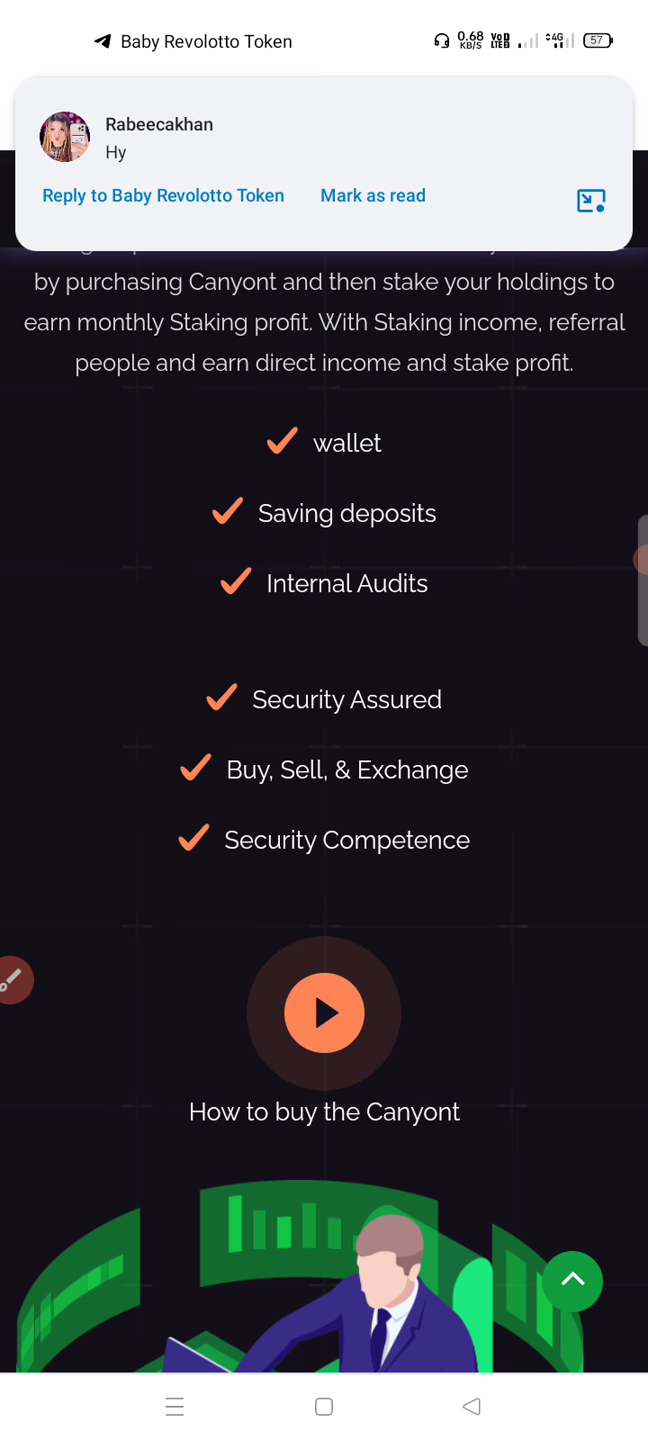 Baby Revolotto Token
0.68
KB/S
VoD
LTE2
4G
57
Rabeecakhan
Hy
Reply to Baby Revolotto Token
Mark as read
by purchasing Canyont and then stake your holdings to
earn monthly Staking profit. With Staking income, referral
people and earn direct income and stake profit.
wallet
Saving deposits
Internal Audits
Security Assured
Buy, Sell, & Exchange
Security Competence
How to buy the Canyont